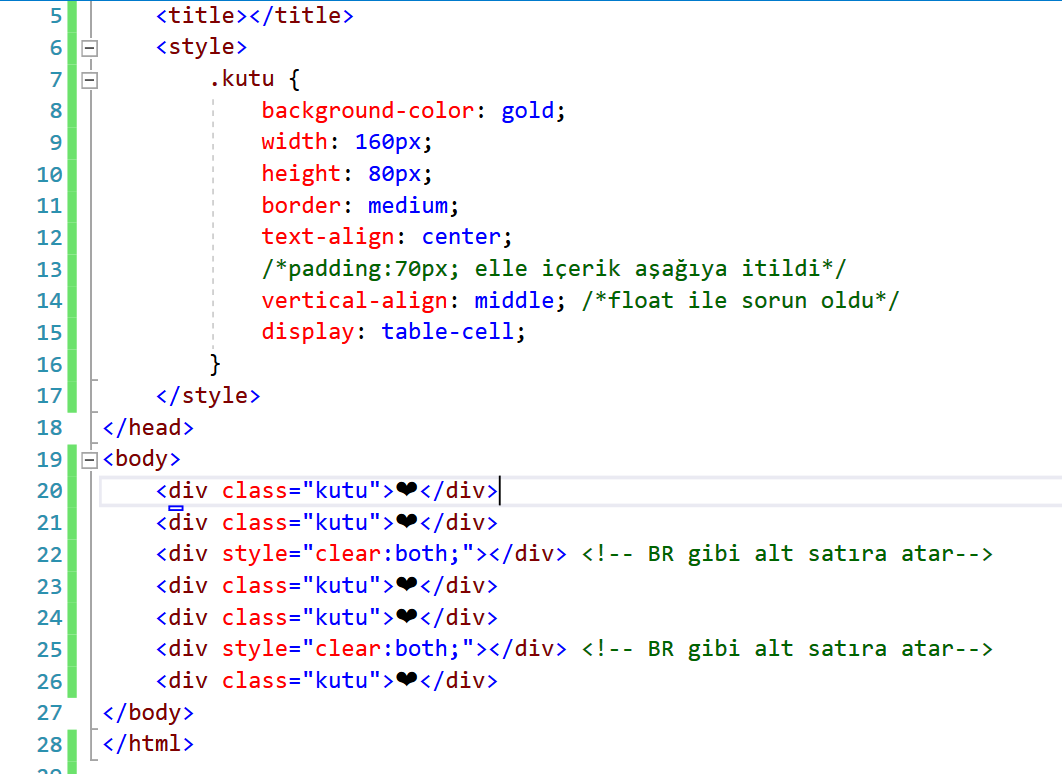 5 <title></title>
6 <style>
7 .kutu {
8 background-color: gold;
9 width: 160px;
10 height: 80px;
11 border: medium;
12 text-align: center;
13 /*padding:70px; elle içerik aşağıya itildi*/
14 vertical-align: middle; /*float ile sorun oldu*/
15 display: table-cell;
16 }
17 </style>
18 </head>
19 <body>
20 <div class="kutu">❤</div>
21 <div class="kutu">❤</div>
22 <div style="clear:both;"></div> <!-- BR gibi alt satıra atar-->
23 <div class="kutu">❤</div>
24 <div class="kutu">❤</div>
25 <div style="clear:both;"></div> <!-- BR gibi alt satıra atar-->
26 <div class="kutu">❤</div>
27 </body>
28 </html>